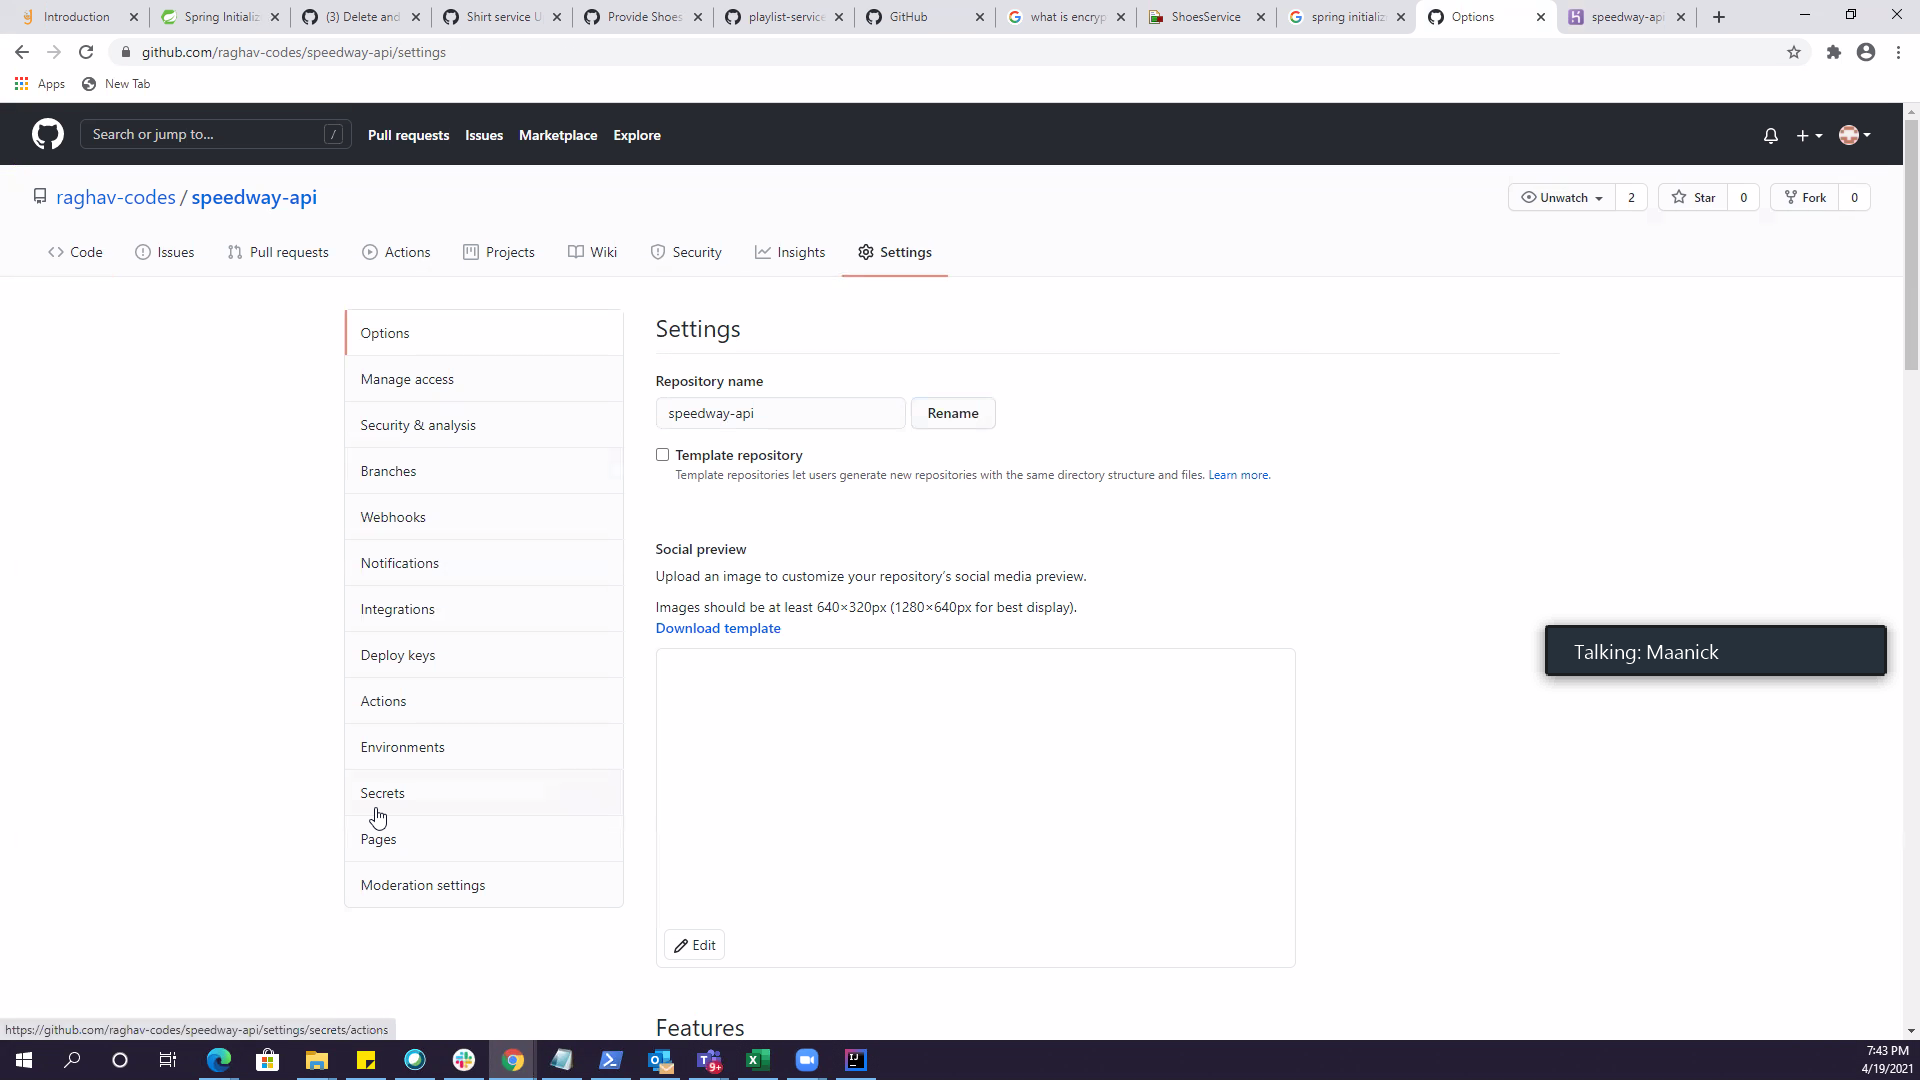 Introduction
Spring Initializ
(3) Delete and
Shirt service U
Provide Shoes
playlist-service
GitHub
what is encryp
ShoesService
spring initializ
Options
speedway-api
github.com/raghav-codes/speedway-api/settings
Apps
New Tab
Search or jump to...
/
Pull requests
Issues
Marketplace
Explore
raghav-codes / speedway-api
Unwatch 2
Star 0
Fork 0
Code
Issues
Pull requests
Actions
Projects
Wiki
Security
Insights
Settings
Options
Manage access
Security & analysis
Branches
Webhooks
Notifications
Integrations
Deploy keys
Actions
Environments
Secrets
Pages
Moderation settings
Settings
Repository name
speedway-api
Rename
Template repository
Template repositories let users generate new repositories with the same directory structure and files. Learn more.
Social preview
Upload an image to customize your repository's social media preview.
Images should be at least 640×320px (1280×640px for best display).
Download template
Edit
Features
Talking: Maanick
https://github.com/raghav-codes/speedway-api/settings/secrets/actions
9+
7:43 PM
4/19/2021